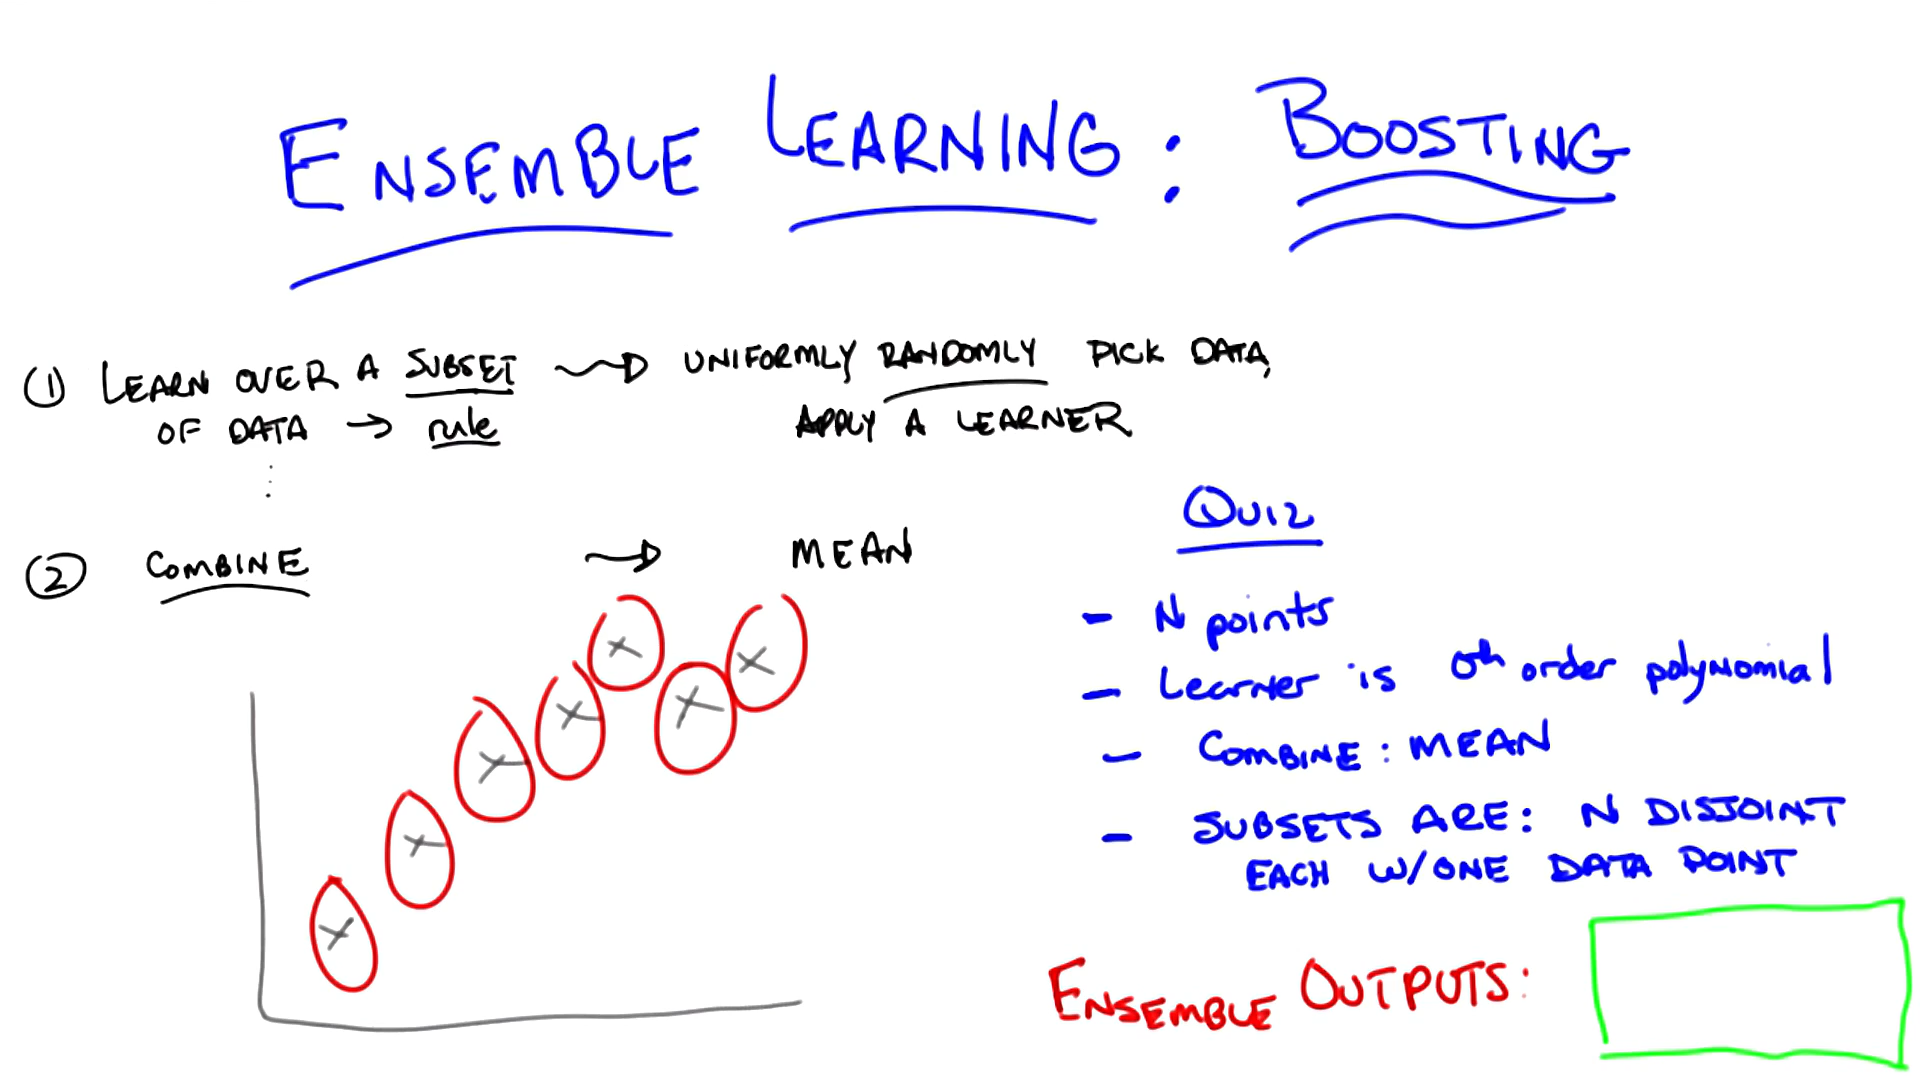 ENSEMBLE LEARNING: BOOSTING
① LEARN OVER A SUBSET → UNIFORMLY RANDOMLY PICK DATA,
OF DATA → rule
APPLY A LEARNER
② COMBINE → MEAN
QUIZ
- N points
- Learner is 0th order polynomial
- COMBINE: MEAN
- SUBSETS ARE: N DISJOINT
EACH W/ONE DATA POINT
ENSEMBLE OUTPUTS: